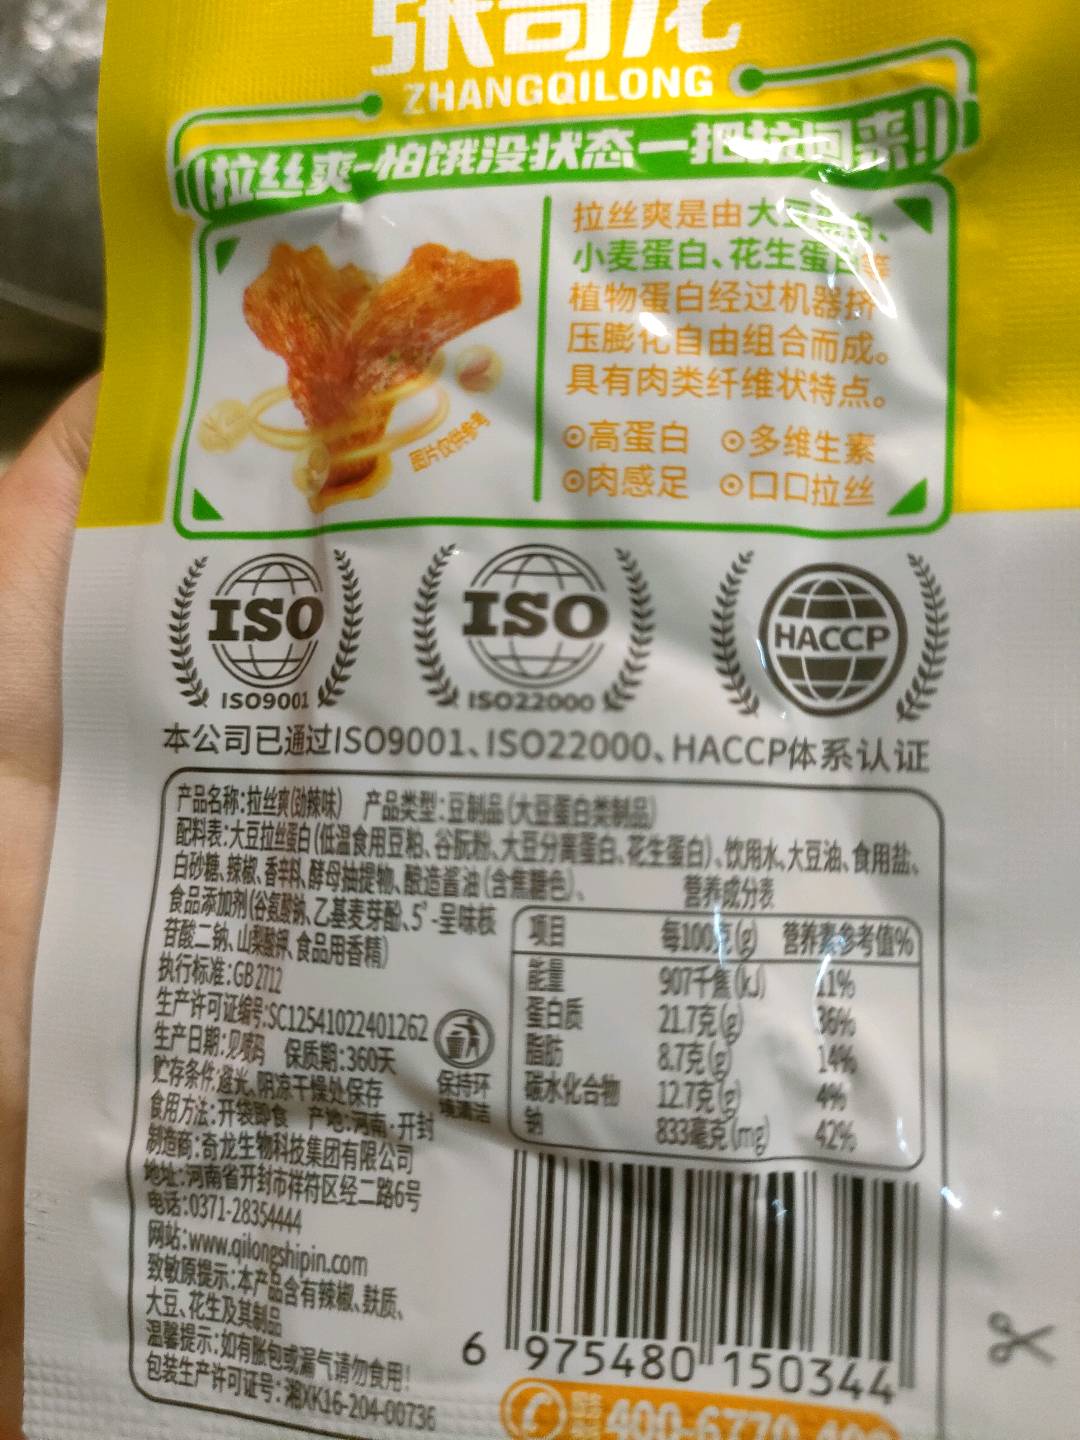 张奇龙
ZHANGQILONG
拉丝爽-怕饿没状态一把拉回来!!
拉丝爽是由大豆蛋白、
小麦蛋白、花生蛋白等
植物蛋白经过机器挤
压膨化自由组合而成。
具有肉类纤维状特点。
图片仅供参考
高蛋白 多维生素
肉感足 口口拉丝
ISO ISO HACCP
ISO9001 ISO22000
本公司已通过ISO9001、ISO22000、HACCP体系认证
产品名称:拉丝爽(劲辣味) 产品类型:豆制品(大豆蛋白类制品)
配料表:大豆拉丝蛋白(低温食用豆粕、谷朊粉、大豆分离蛋白、花生蛋白)、饮用水、大豆油、食用盐、
白砂糖、辣椒、香辛料、酵母抽提物、酿造酱油(含焦糖色)、
食品添加剂(谷氨酸钠、乙基麦芽酚、5'-呈味核
苷酸二钠、山梨酸钾、食品用香精)
执行标准:GB 2712
生产许可证编号:SC12541022401262
生产日期:见喷码 保质期:360天
贮存条件:避光、阴凉干燥处保存
食用方法:开袋即食 产地:河南·开封
制造商:奇龙生物科技集团有限公司
地址:河南省开封市祥符区经二路6号
电话:0371-28354444
网站:www.qilongshipin.com
致敏原提示:本产品含有辣椒、麸质、
大豆、花生及其制品
温馨提示:如有胀包或漏气请勿食用!
包装生产许可证号:湘XK16-204-00736
保持环
境清洁
营养成分表
项目 每100克(g) 营养素参考值%
能量 907千焦(kJ) 11%
蛋白质 21.7克(g) 36%
脂肪 8.7克(g) 14%
碳水化合物 12.7克(g) 4%
钠 833毫克(mg) 42%
6 975480 150344
400-6770-400